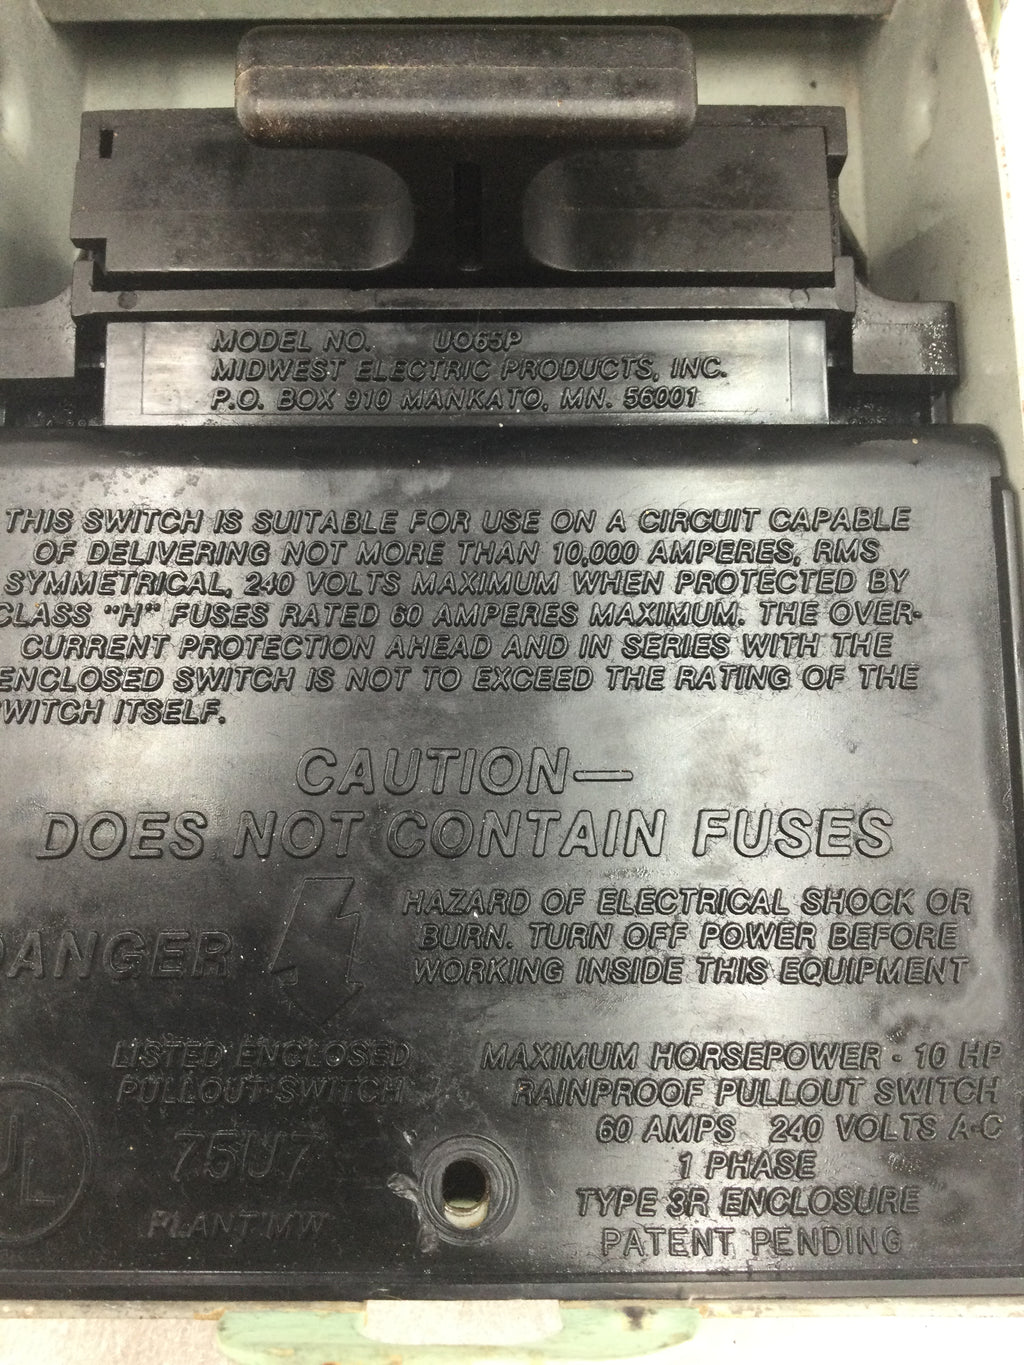 MODEL NO. UO65P
MIDWEST ELECTRIC PRODUCTS, INC.
P.O. BOX 910 MANKATO, MN. 56001
THIS SWITCH IS SUITABLE FOR USE ON A CIRCUIT CAPABLE
OF DELIVERING NOT MORE THAN 10,000 AMPERES, RMS
SYMMETRICAL, 240 VOLTS MAXIMUM WHEN PROTECTED BY
CLASS "H" FUSES RATED 60 AMPERES MAXIMUM. THE OVER-
CURRENT PROTECTION AHEAD AND IN SERIES WITH THE
ENCLOSED SWITCH IS NOT TO EXCEED THE RATING OF THE
SWITCH ITSELF.
CAUTION—
DOES NOT CONTAIN FUSES
DANGER
HAZARD OF ELECTRICAL SHOCK OR
BURN. TURN OFF POWER BEFORE
WORKING INSIDE THIS EQUIPMENT
LISTED ENCLOSED
PULLOUT SWITCH
UL
75U7
PLANT MW
MAXIMUM HORSEPOWER - 10 HP
RAINPROOF PULLOUT SWITCH
60 AMPS 240 VOLTS A-C
1 PHASE
TYPE 3R ENCLOSURE
PATENT PENDING